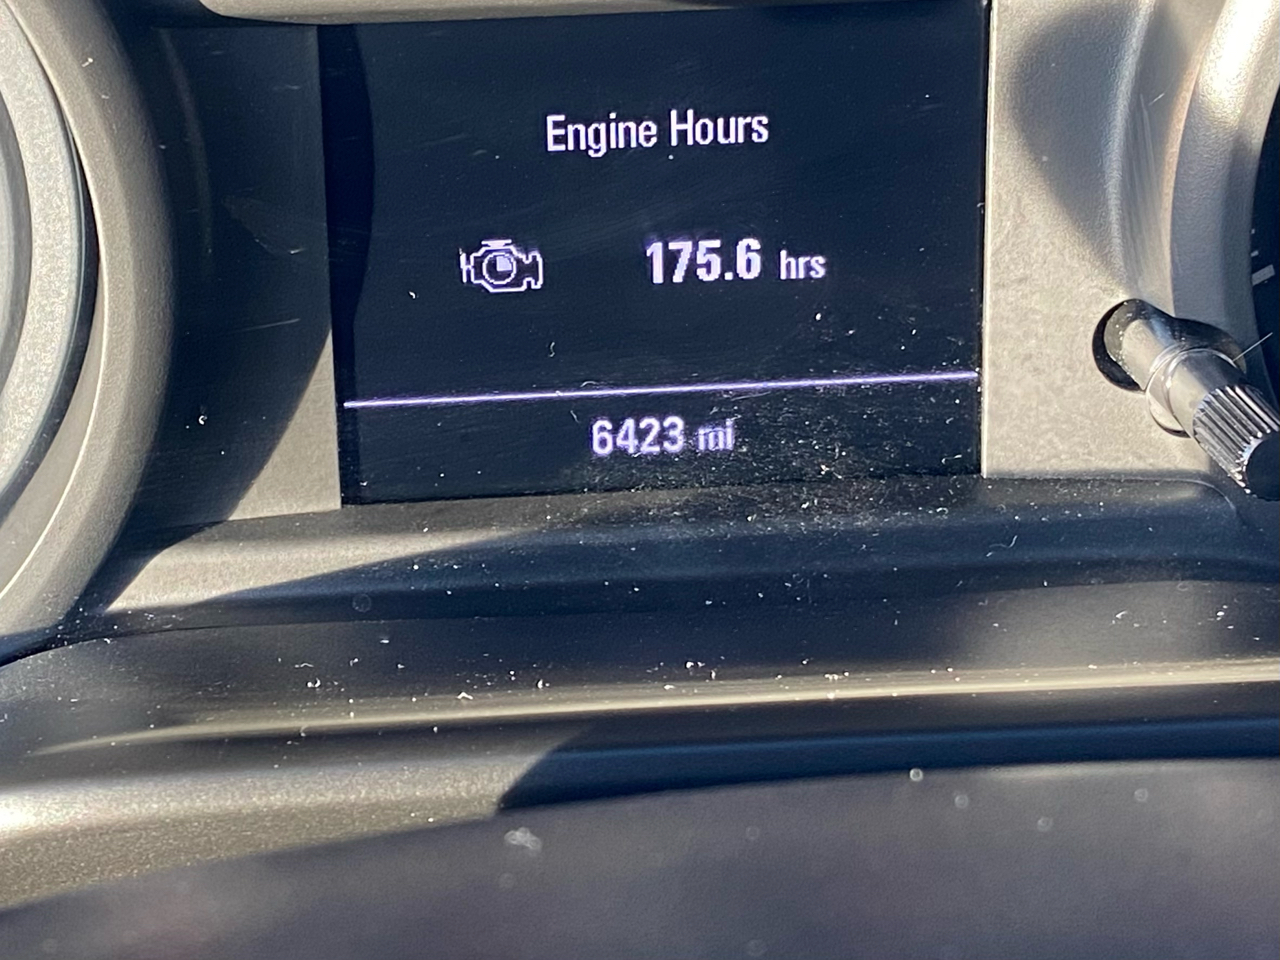 Engine Hours
175.6 hrs
6423 mi